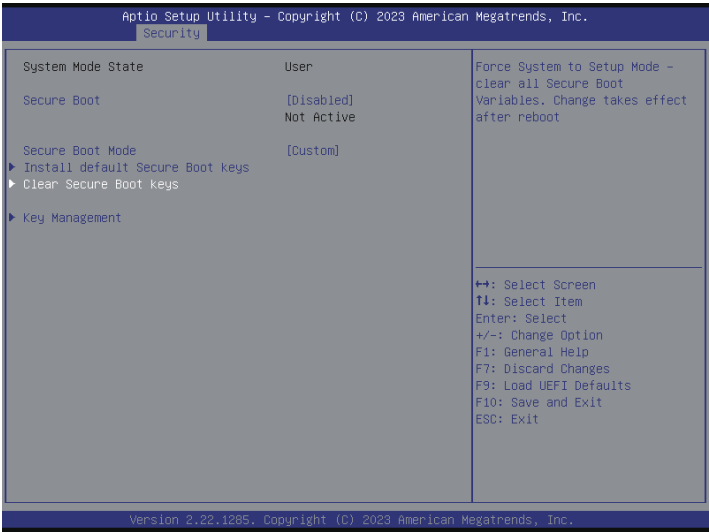 Aptio Setup Utility – Copyright (C) 2023 American Megatrends, Inc.
Security
System Mode State User
Secure Boot [Disabled]
Not Active
Secure Boot Mode [Custom]
Install default Secure Boot keys
Clear Secure Boot keys
Key Management
Force System to Setup Mode –
clear all Secure Boot
Variables. Change takes effect
after reboot
↔: Select Screen
↑↓: Select Item
Enter: Select
+/-: Change Option
F1: General Help
F7: Discard Changes
F9: Load UEFI Defaults
F10: Save and Exit
ESC: Exit
Version 2.22.1285. Copyright (C) 2023 American Megatrends, Inc.